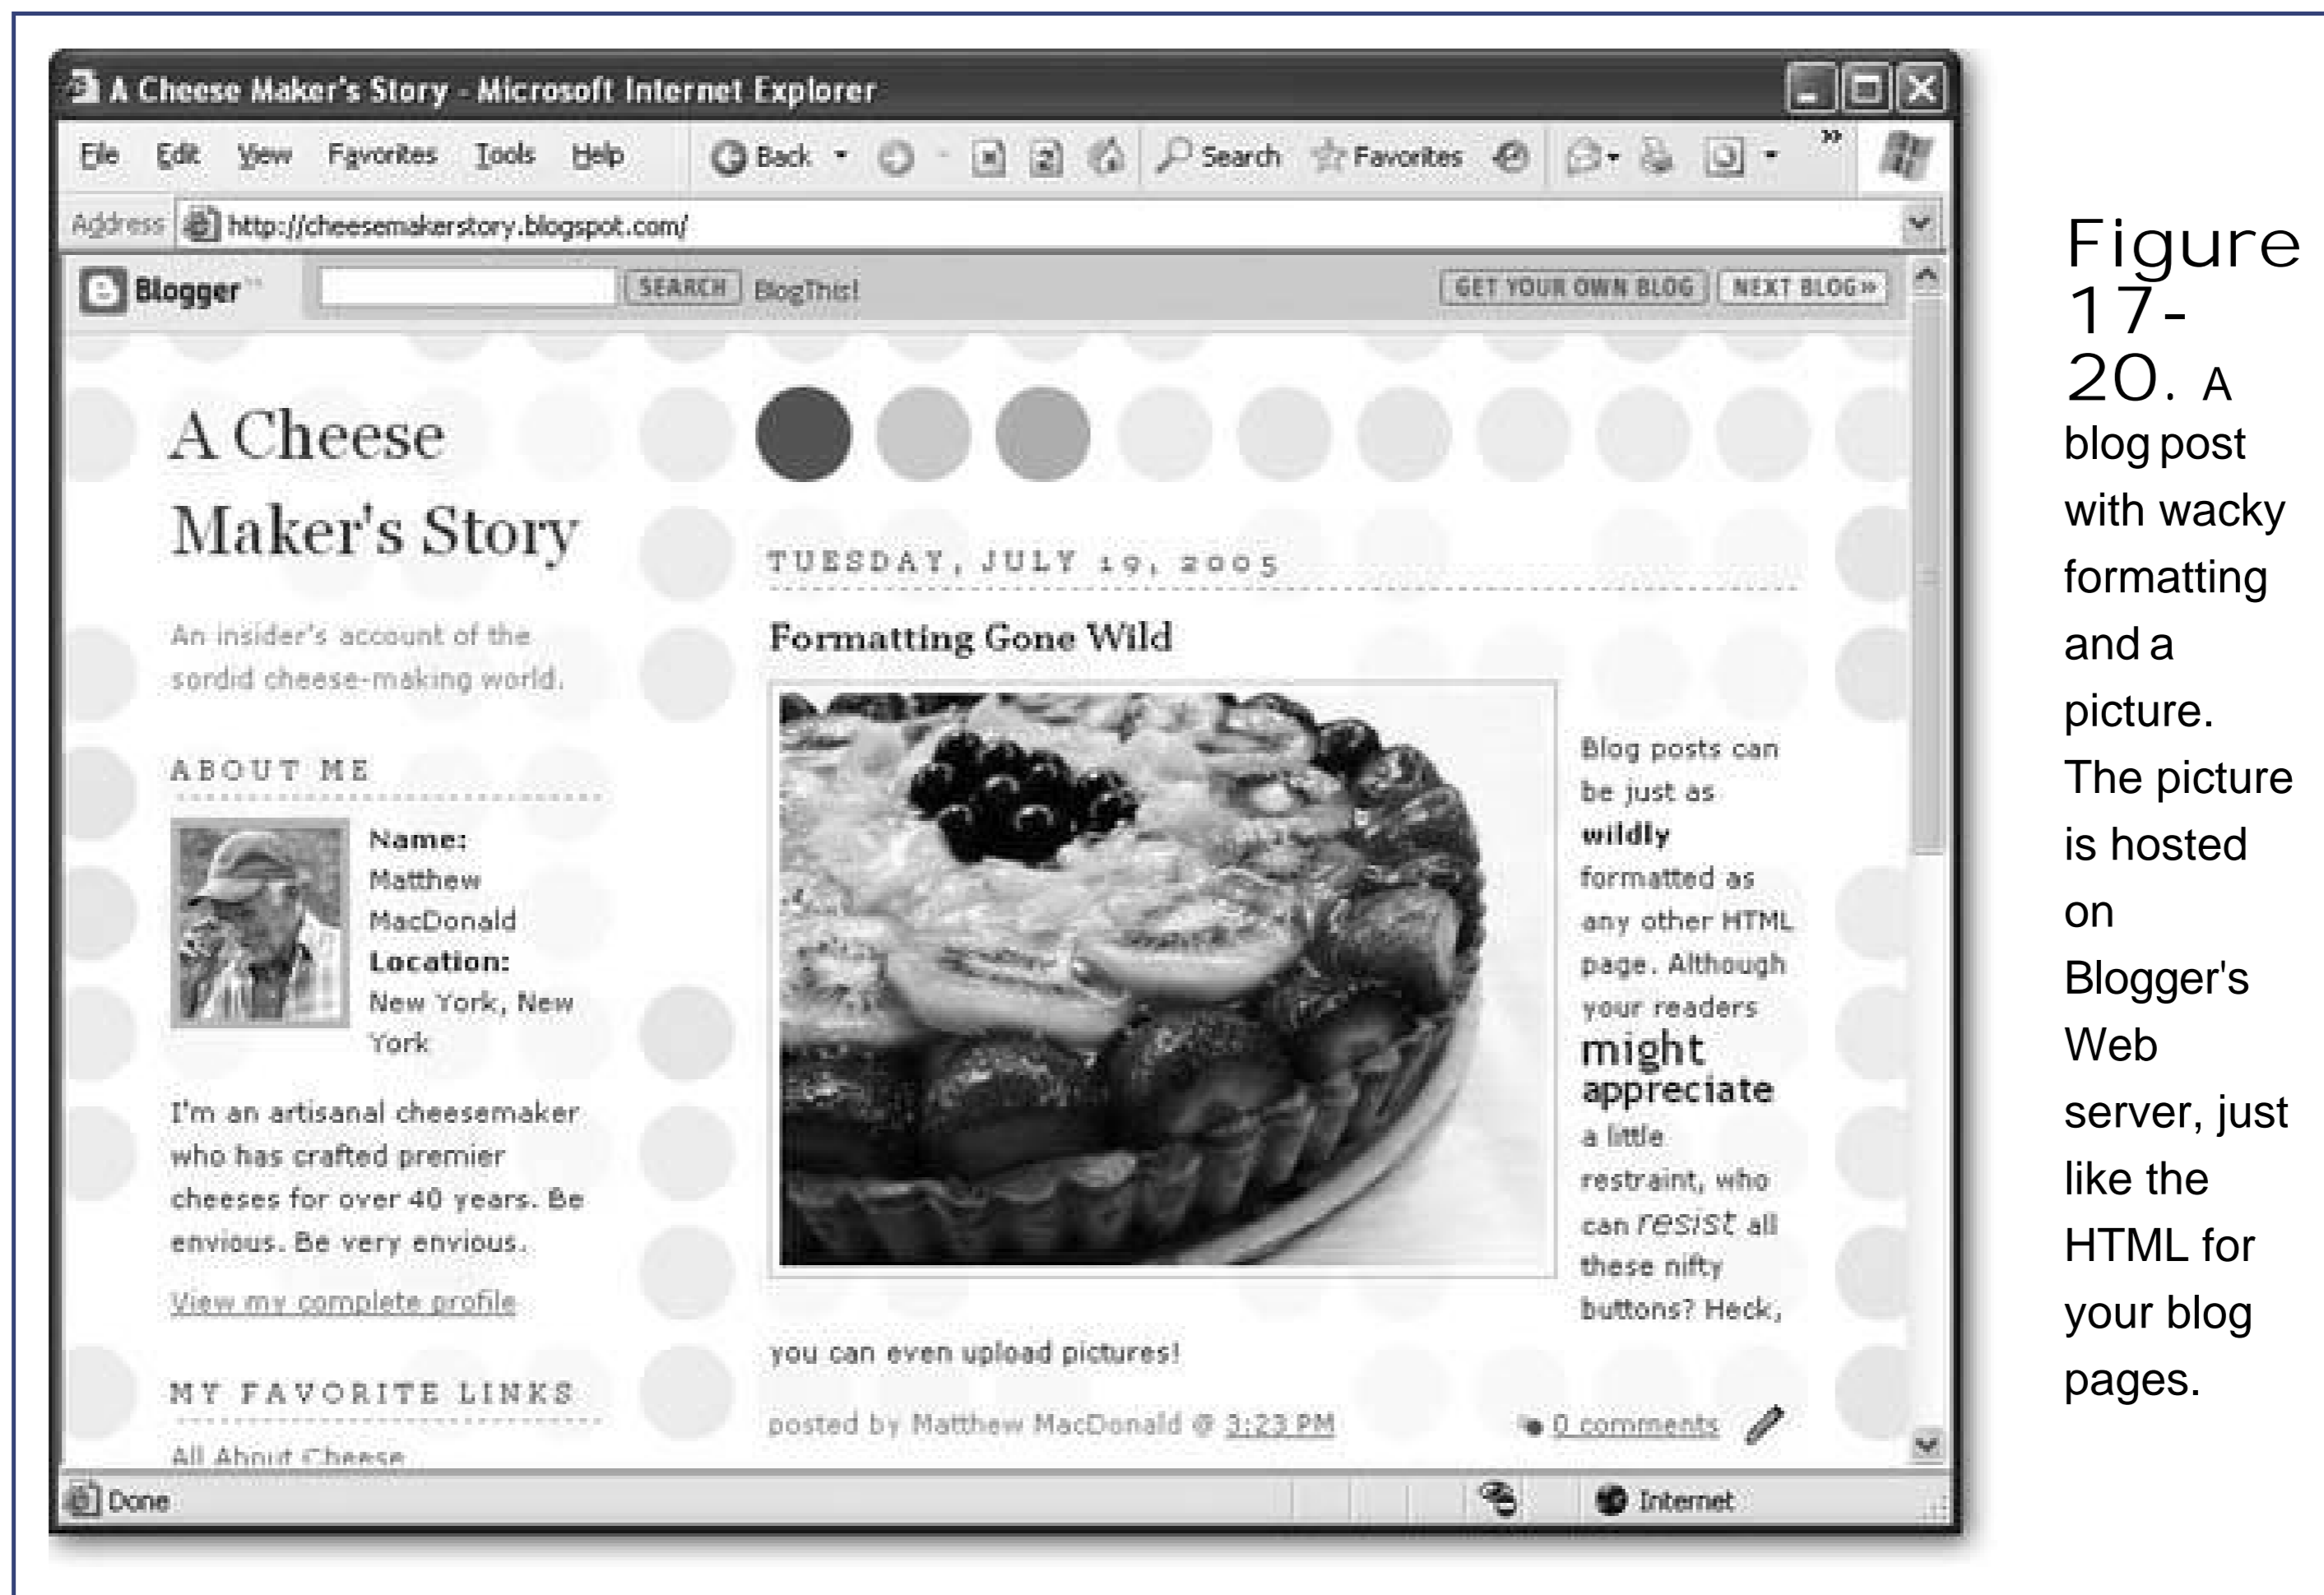 A Cheese Maker's Story - Microsoft Internet Explorer
File Edit View Favorites Tools Help Back Search Favorites »
Address http://cheesemakerstory.blogspot.com/
Blogger SEARCH BlogThis! GET YOUR OWN BLOG NEXT BLOG»
A Cheese
Maker's Story
An insider's account of the
sordid cheese-making world.
ABOUT ME
Name:
Matthew
MacDonald
Location:
New York, New
York
I'm an artisanal cheesemaker
who has crafted premier
cheeses for over 40 years. Be
envious. Be very envious.
View my complete profile
MY FAVORITE LINKS
All About Cheese
TUESDAY, JULY 19, 2005
Formatting Gone Wild
Blog posts can
be just as
wildly
formatted as
any other HTML
page. Although
your readers
might
appreciate
a little
restraint, who
can resist all
these nifty
buttons? Heck,
you can even upload pictures!
posted by Matthew MacDonald @ 3:23 PM 0 comments
Done Internet
Figure
17-
20. A
blog post
with wacky
formatting
and a
picture.
The picture
is hosted
on
Blogger's
Web
server, just
like the
HTML for
your blog
pages.